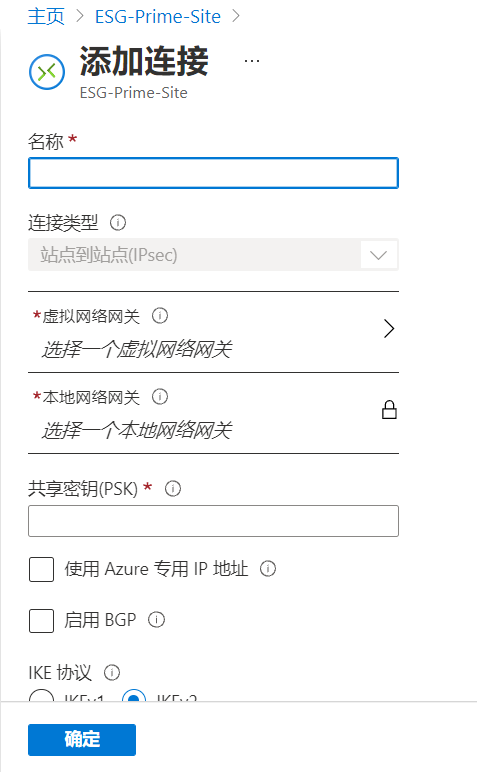 主页 > ESG-Prime-Site >
添加连接 ...
ESG-Prime-Site
名称 *
连接类型
站点到站点(IPsec)
*虚拟网络网关
选择一个虚拟网络网关
*本地网络网关
选择一个本地网络网关
共享密钥(PSK) *
使用 Azure 专用 IP 地址
启用 BGP
IKE 协议
IKEv1 IKEv2
确定